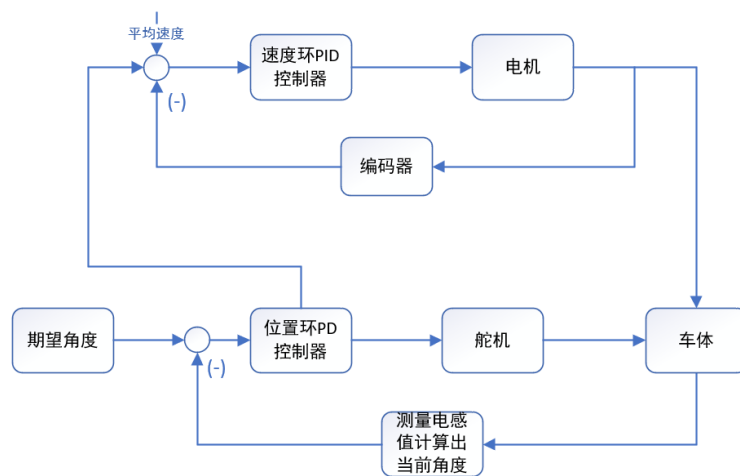 平均速度
速度环PID
控制器
电机
(-)
编码器
期望角度
位置环PD
控制器
舵机
车体
(-)
测量电感
值计算出
当前角度